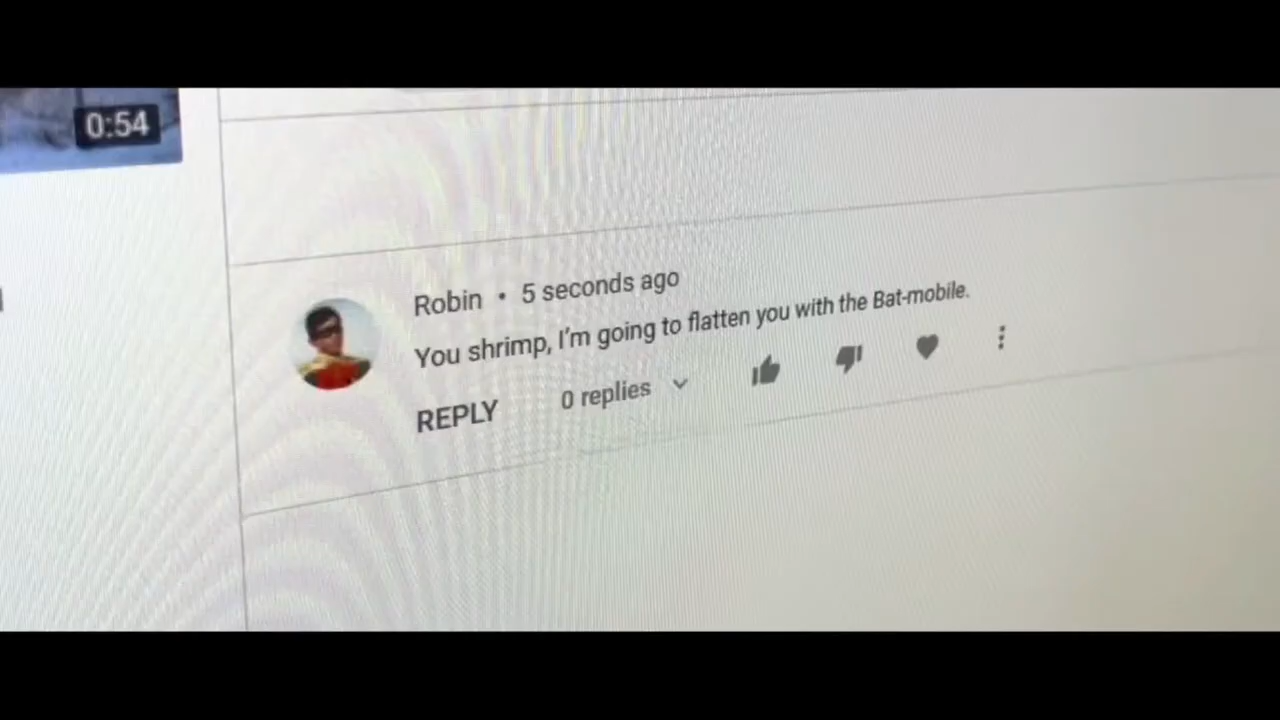 0:54
Robin • 5 seconds ago
You shrimp, I'm going to flatten you with the Bat-mobile.
REPLY 0 replies